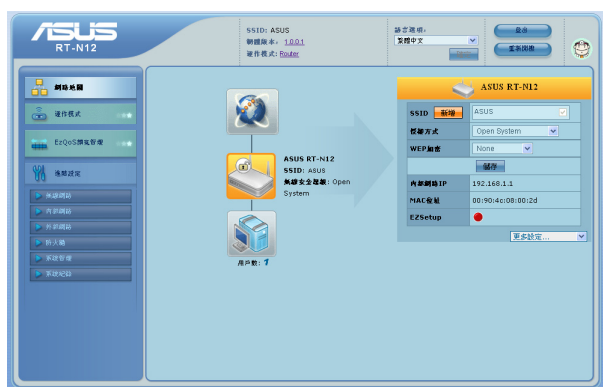 ASUS
RT-N12
SSID: ASUS
韌體版本: 1.0.0.1
運作模式: Router
語言選項:
繁體中文
登出
重新開機
網路地圖
運作模式
EzQoS頻寬管理
進階設定
無線網路
內部網路
外部網路
防火牆
系統管理
系統紀錄
ASUS RT-N12
SSID: ASUS
無線安全層級: Open
System
用戶數: 1
ASUS RT-N12
SSID 新增 ASUS
授權方式 Open System
WEP加密 None
儲存
內部網路IP 192.168.1.1
MAC位址 00:90:4c:08:00:2d
EZSetup
更多設定...